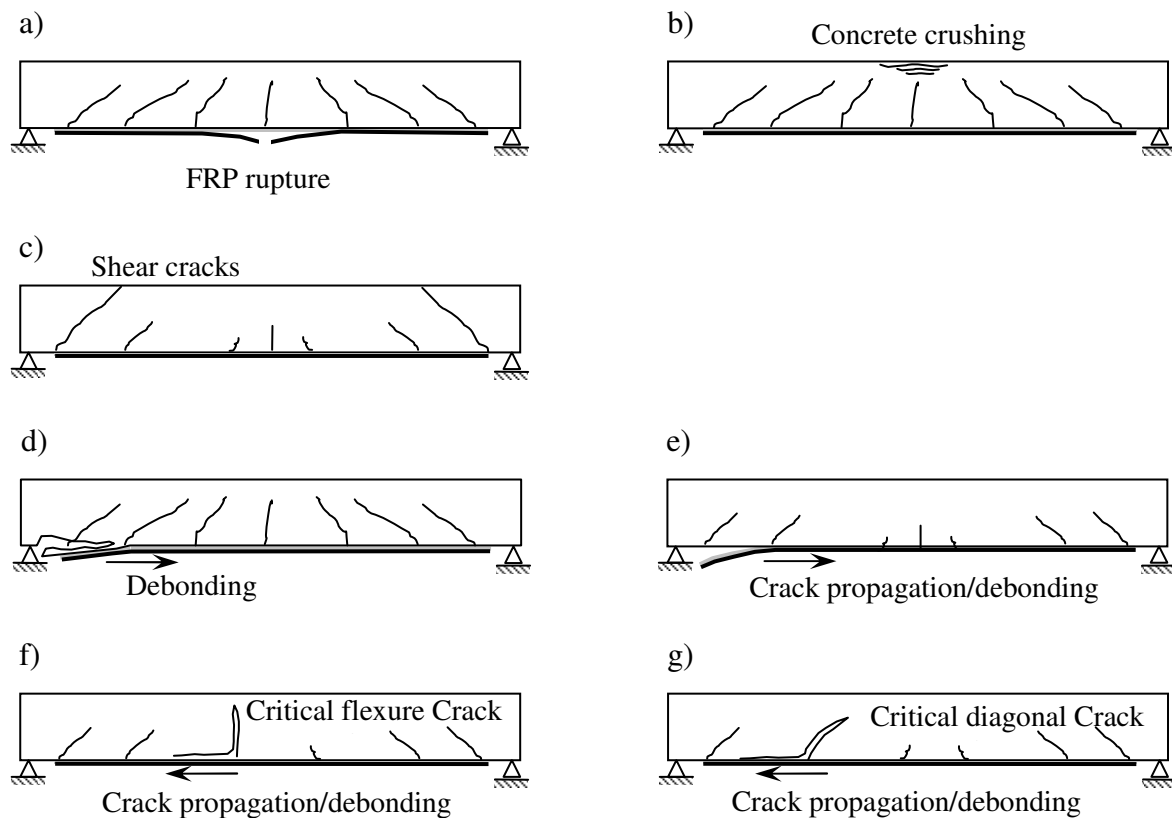 a)
FRP rupture
b)
Concrete crushing
c)
Shear cracks
d)
Debonding
e)
Crack propagation/debonding
f)
Critical flexure Crack
Crack propagation/debonding
g)
Critical diagonal Crack
Crack propagation/debonding